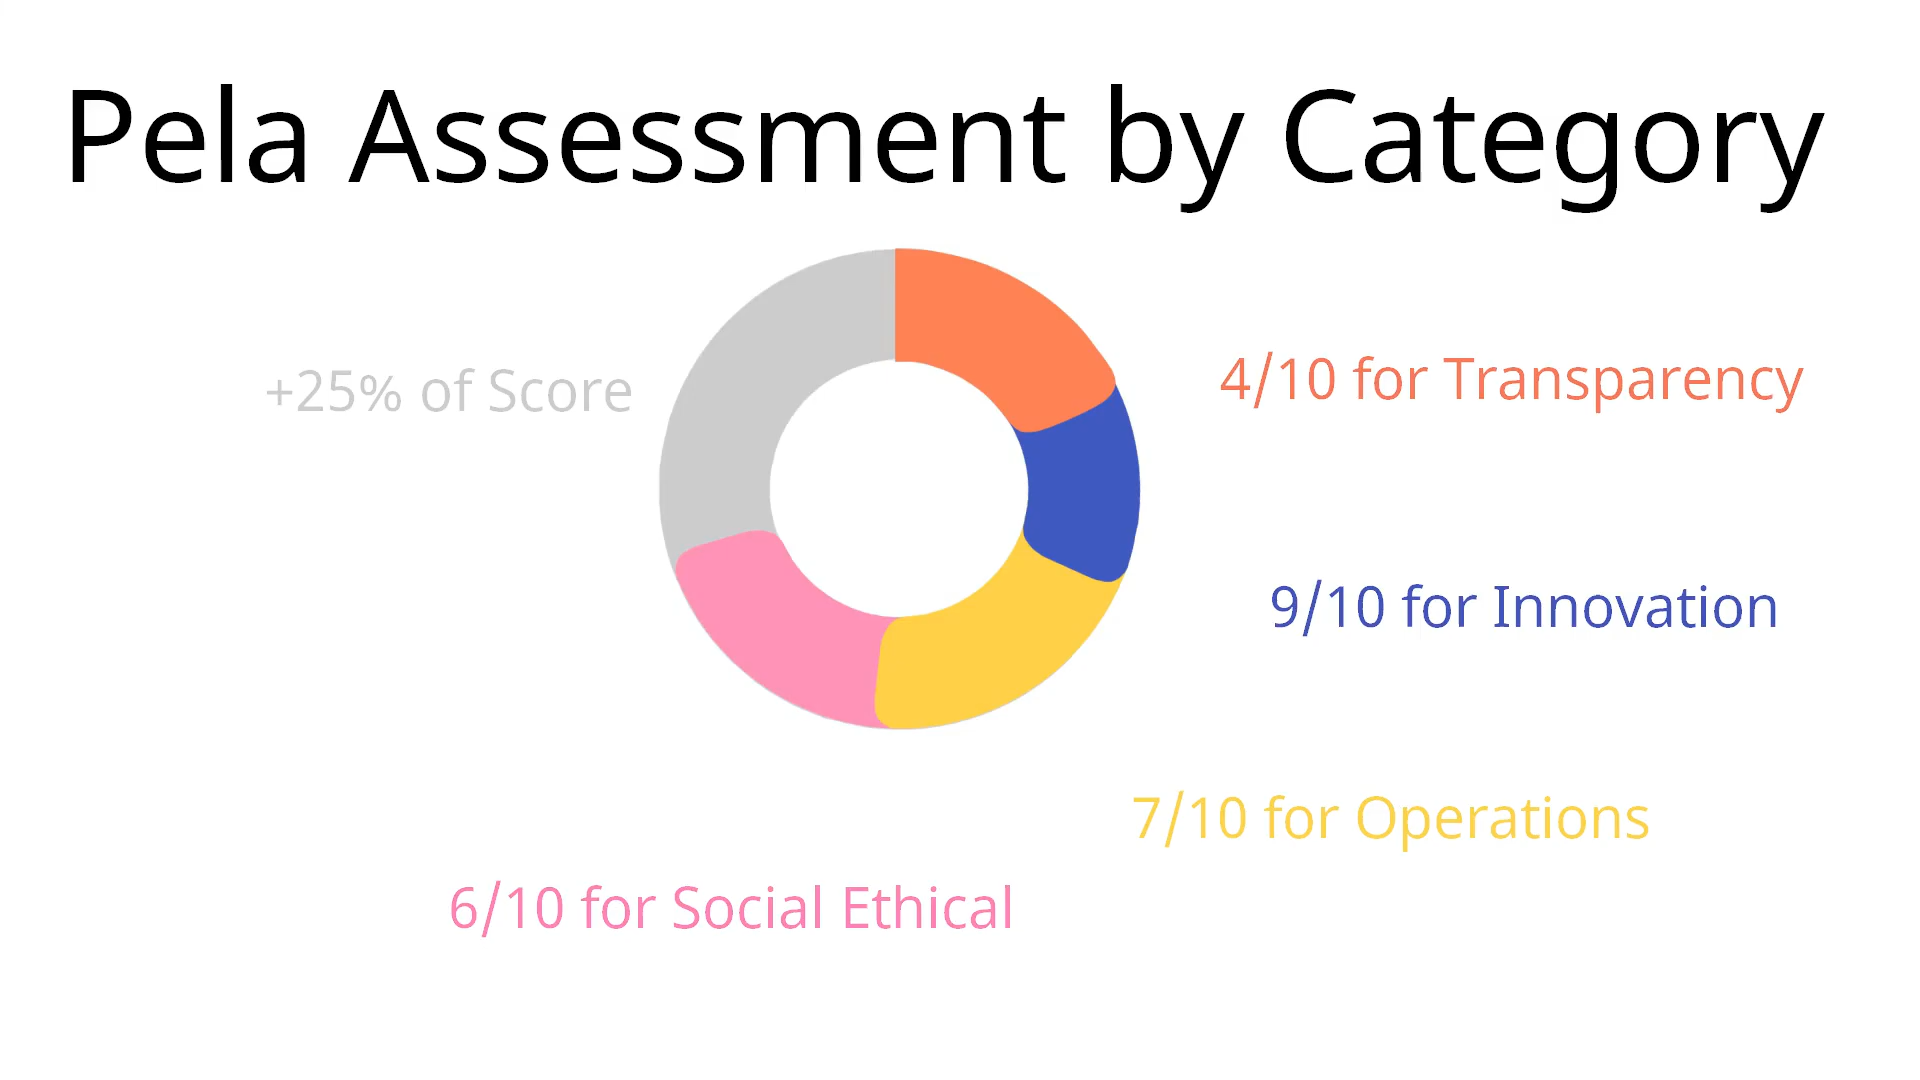 Pela Assessment by Category
+25% of Score
4/10 for Transparency
9/10 for Innovation
7/10 for Operations
6/10 for Social Ethical